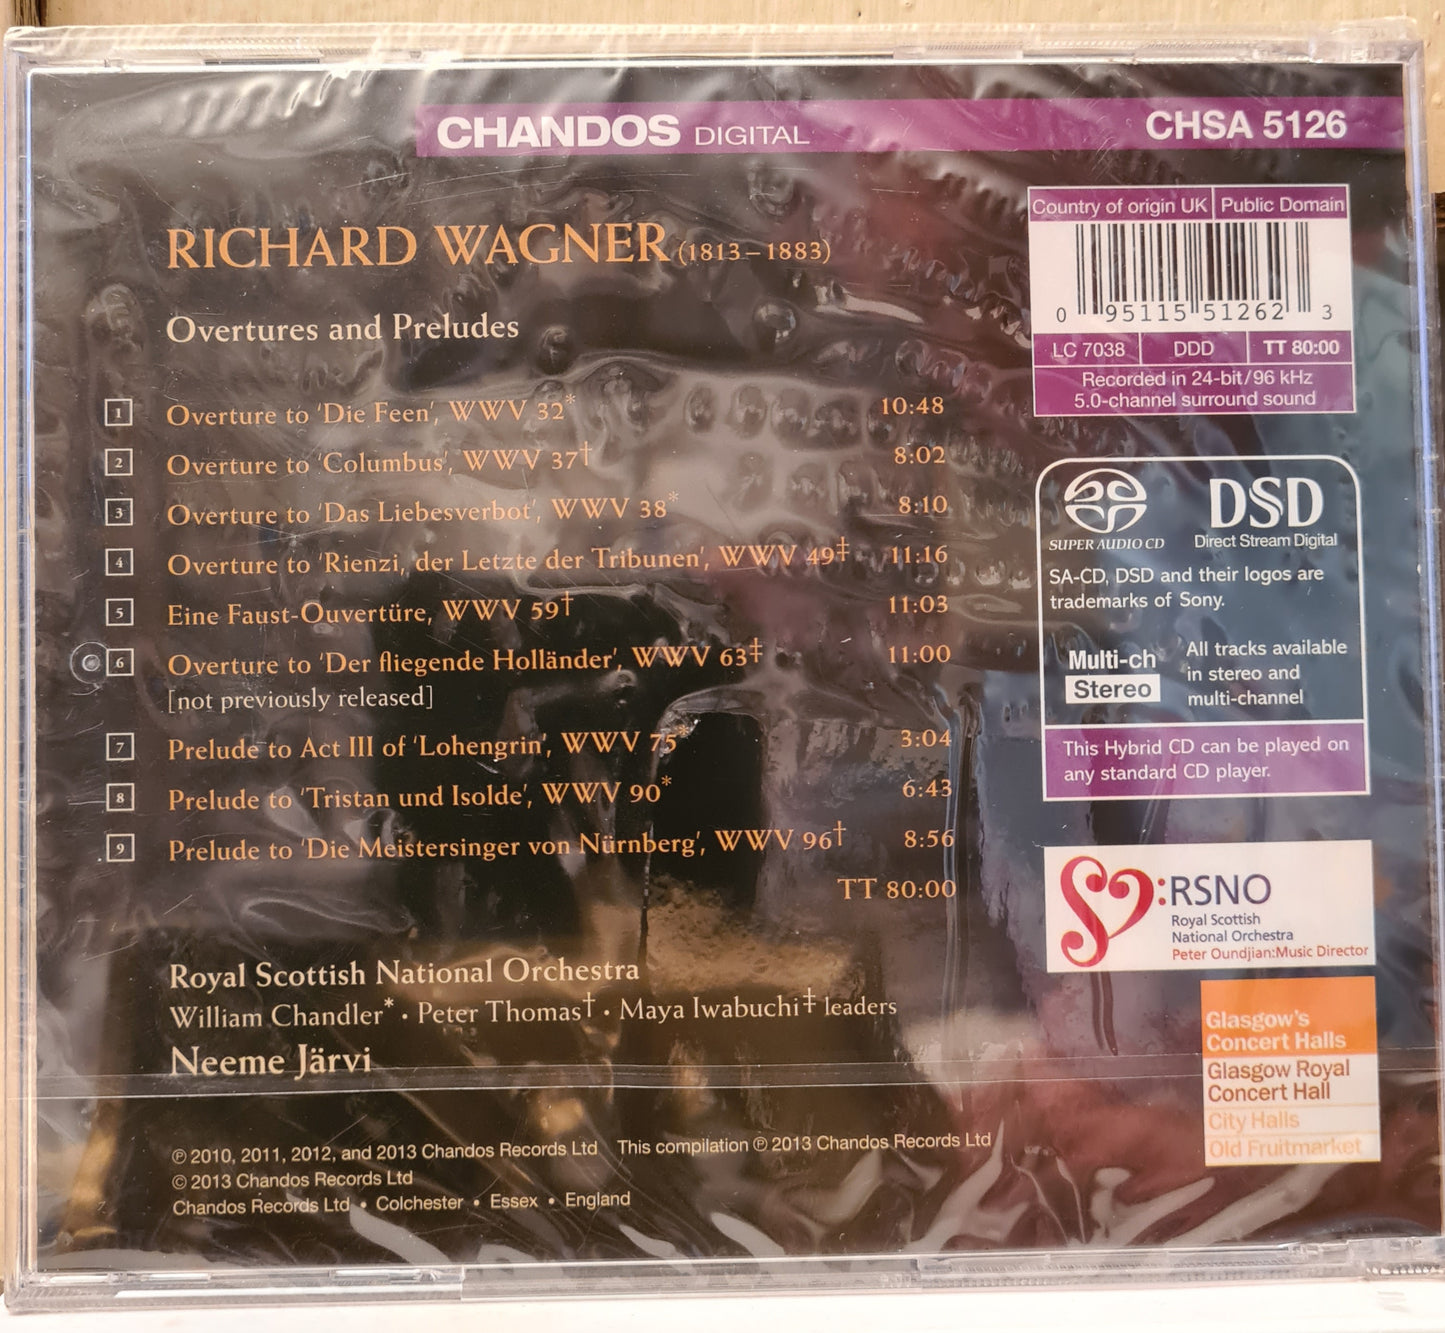 CHANDOS DIGITAL
CHSA 5126
RICHARD WAGNER (1813–1883)
Overtures and Preludes
1 Overture to 'Die Feen', WWV 32* 10:48
2 Overture to 'Columbus', WWV 37† 8:02
3 Overture to 'Das Liebesverbot', WWV 38* 8:10
4 Overture to 'Rienzi, der Letzte der Tribunen', WWV 49‡ 11:16
5 Eine Faust-Ouvertüre, WWV 59† 11:03
6 Overture to 'Der fliegende Holländer', WWV 63‡ 11:00
[not previously released]
7 Prelude to Act III of 'Lohengrin', WWV 75* 3:04
8 Prelude to 'Tristan und Isolde', WWV 90* 6:43
9 Prelude to 'Die Meistersinger von Nürnberg', WWV 96† 8:56
TT 80:00
Royal Scottish National Orchestra
William Chandler* • Peter Thomas† • Maya Iwabuchi‡ leaders
Neeme Järvi
℗ 2010, 2011, 2012, and 2013 Chandos Records Ltd This compilation ℗ 2013 Chandos Records Ltd
© 2013 Chandos Records Ltd
Chandos Records Ltd • Colchester • Essex • England
Country of origin UK Public Domain
0 95115 51262 3
LC 7038 DDD TT 80:00
Recorded in 24-bit/96 kHz
5.0-channel surround sound
SUPER AUDIO CD
DSD
Direct Stream Digital
SA-CD, DSD and their logos are
trademarks of Sony.
Multi-ch
Stereo
All tracks available
in stereo and
multi-channel
This Hybrid CD can be played on
any standard CD player.
:RSNO
Royal Scottish
National Orchestra
Peter Oundjian:Music Director
Glasgow's
Concert Halls
Glasgow Royal
Concert Hall
City Halls
Old Fruitmarket